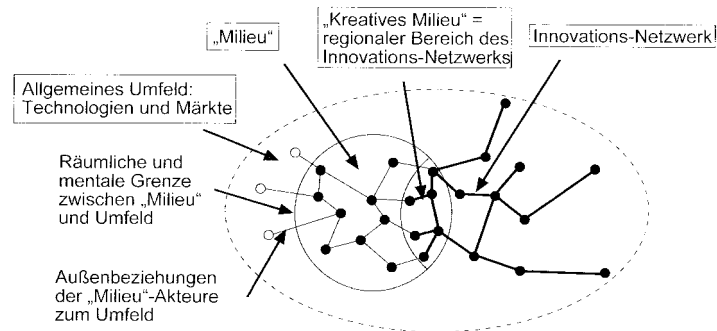 „Milieu“
„Kreatives Milieu“ =
regionaler Bereich des
Innovations-Netzwerks
Innovations-Netzwerk
Allgemeines Umfeld:
Technologien und Märkte
Räumliche und
mentale Grenze
zwischen „Milieu“
und Umfeld
Außenbeziehungen
der „Milieu“-Akteure
zum Umfeld